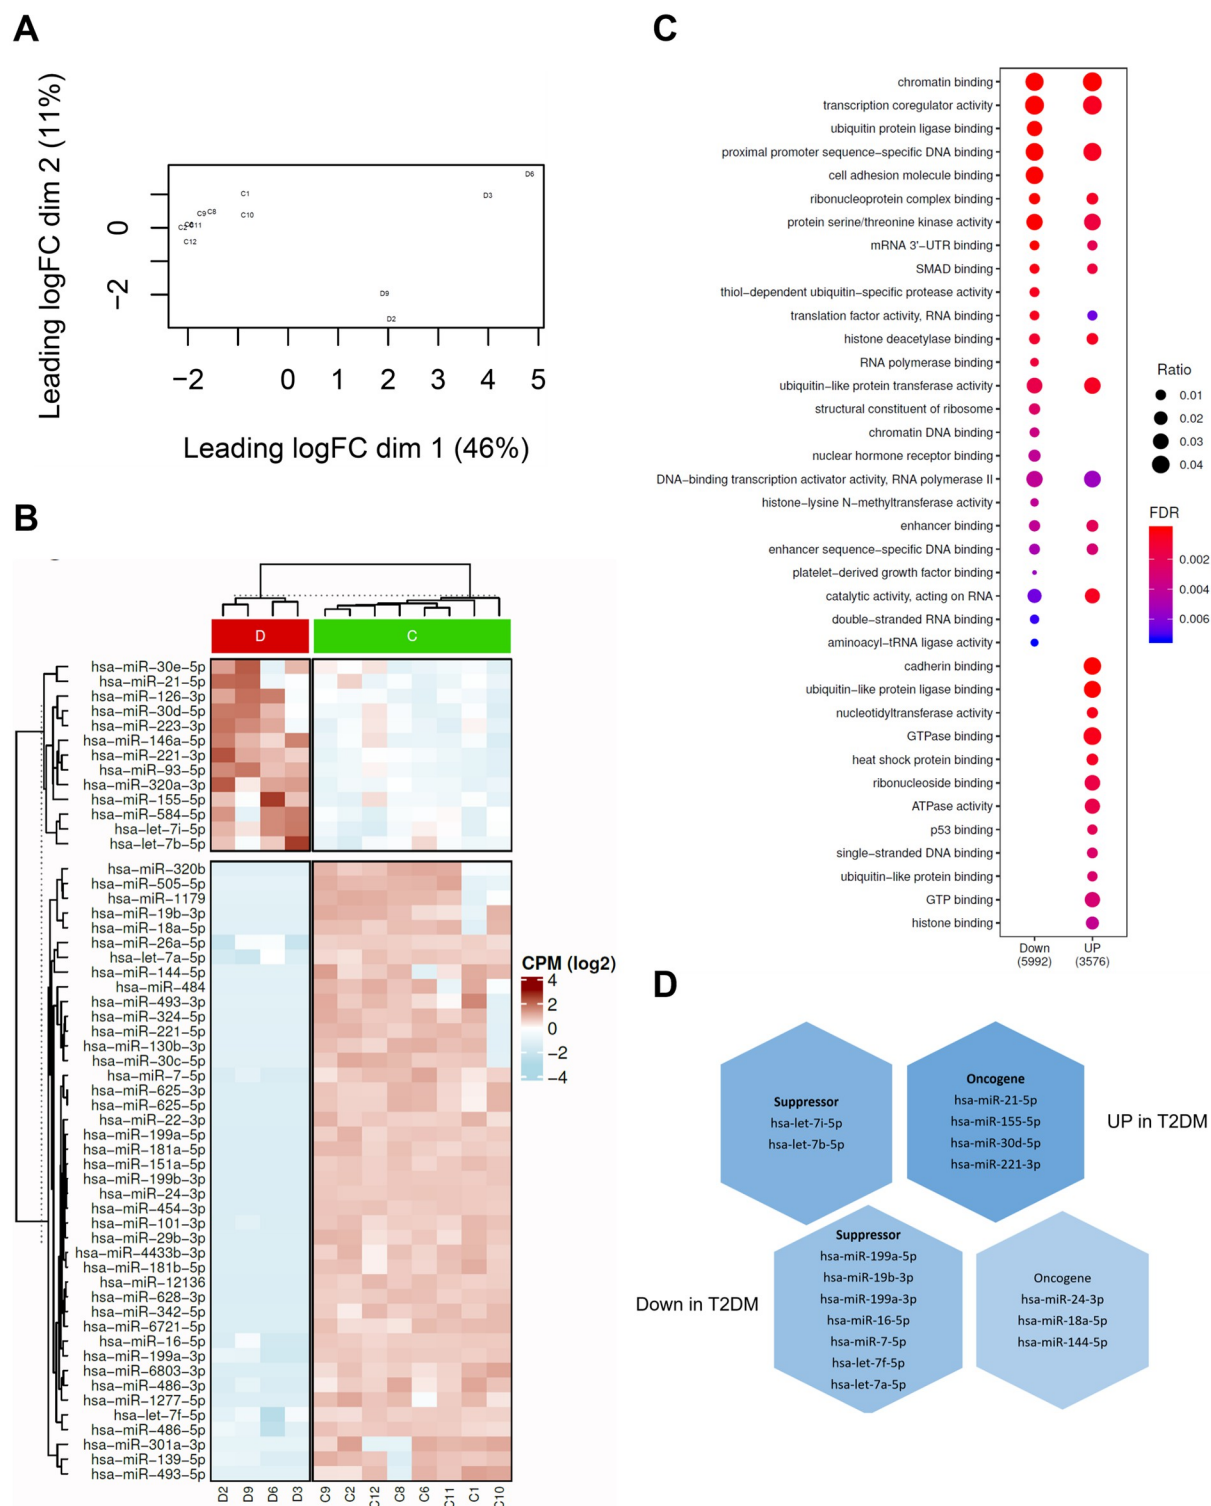 A
Leading logFC dim 2 (11%)
0
−2
C1
C9
C8
C10
C2
C11
C12
D6
D3
D9
D2
−2
0
1
2
3
4
5
Leading logFC dim 1 (46%)
B
D
C
hsa−miR−30e−5p
hsa−miR−21−5p
hsa−miR−126−3p
hsa−miR−30d−5p
hsa−miR−223−3p
hsa−miR−146a−5p
hsa−miR−221−3p
hsa−miR−93−5p
hsa−miR−320a−3p
hsa−miR−155−5p
hsa−miR−584−5p
hsa−let−7i−5p
hsa−let−7b−5p
hsa−miR−320b
hsa−miR−505−5p
hsa−miR−1179
hsa−miR−19b−3p
hsa−miR−18a−5p
hsa−miR−26a−5p
hsa−let−7a−5p
hsa−miR−144−5p
hsa−miR−484
hsa−miR−493−3p
hsa−miR−324−5p
hsa−miR−221−5p
hsa−miR−130b−3p
hsa−miR−30c−5p
hsa−miR−7−5p
hsa−miR−625−3p
hsa−miR−625−5p
hsa−miR−22−3p
hsa−miR−199a−5p
hsa−miR−181a−5p
hsa−miR−151a−5p
hsa−miR−199b−3p
hsa−miR−24−3p
hsa−miR−454−3p
hsa−miR−101−3p
hsa−miR−29b−3p
hsa−miR−4433b−3p
hsa−miR−181b−5p
hsa−miR−12136
hsa−miR−628−3p
hsa−miR−342−5p
hsa−miR−6721−5p
hsa−miR−16−5p
hsa−miR−199a−3p
hsa−miR−6803−3p
hsa−miR−486−3p
hsa−miR−1277−5p
hsa−let−7f−5p
hsa−miR−486−5p
hsa−miR−301a−3p
hsa−miR−139−5p
hsa−miR−493−5p
D2
D9
D6
D3
C9
C2
C12
C8
C6
C11
C1
C10
CPM (log2)
4
2
0
−2
−4
C
chromatin binding
transcription coregulator activity
ubiquitin protein ligase binding
proximal promoter sequence−specific DNA binding
cell adhesion molecule binding
ribonucleoprotein complex binding
protein serine/threonine kinase activity
mRNA 3'−UTR binding
SMAD binding
thiol−dependent ubiquitin−specific protease activity
translation factor activity, RNA binding
histone deacetylase binding
RNA polymerase binding
ubiquitin−like protein transferase activity
structural constituent of ribosome
chromatin DNA binding
nuclear hormone receptor binding
DNA−binding transcription activator activity, RNA polymerase II
histone−lysine N−methyltransferase activity
enhancer binding
enhancer sequence−specific DNA binding
platelet−derived growth factor binding
catalytic activity, acting on RNA
double−stranded RNA binding
aminoacyl−tRNA ligase activity
cadherin binding
ubiquitin−like protein ligase binding
nucleotidyltransferase activity
GTPase binding
heat shock protein binding
ribonucleoside binding
ATPase activity
p53 binding
single−stranded DNA binding
ubiquitin−like protein binding
GTP binding
histone binding
Down
(5992)
UP
(3576)
Ratio
0.01
0.02
0.03
0.04
FDR
0.002
0.004
0.006
D
Suppressor
hsa-let-7i-5p
hsa-let-7b-5p
Oncogene
hsa-miR-21-5p
hsa-miR-155-5p
hsa-miR-30d-5p
hsa-miR-221-3p
UP in T2DM
Down in T2DM
Suppressor
hsa-miR-199a-5p
hsa-miR-19b-3p
hsa-miR-199a-3p
hsa-miR-16-5p
hsa-miR-7-5p
hsa-let-7f-5p
hsa-let-7a-5p
Oncogene
hsa-miR-24-3p
hsa-miR-18a-5p
hsa-miR-144-5p